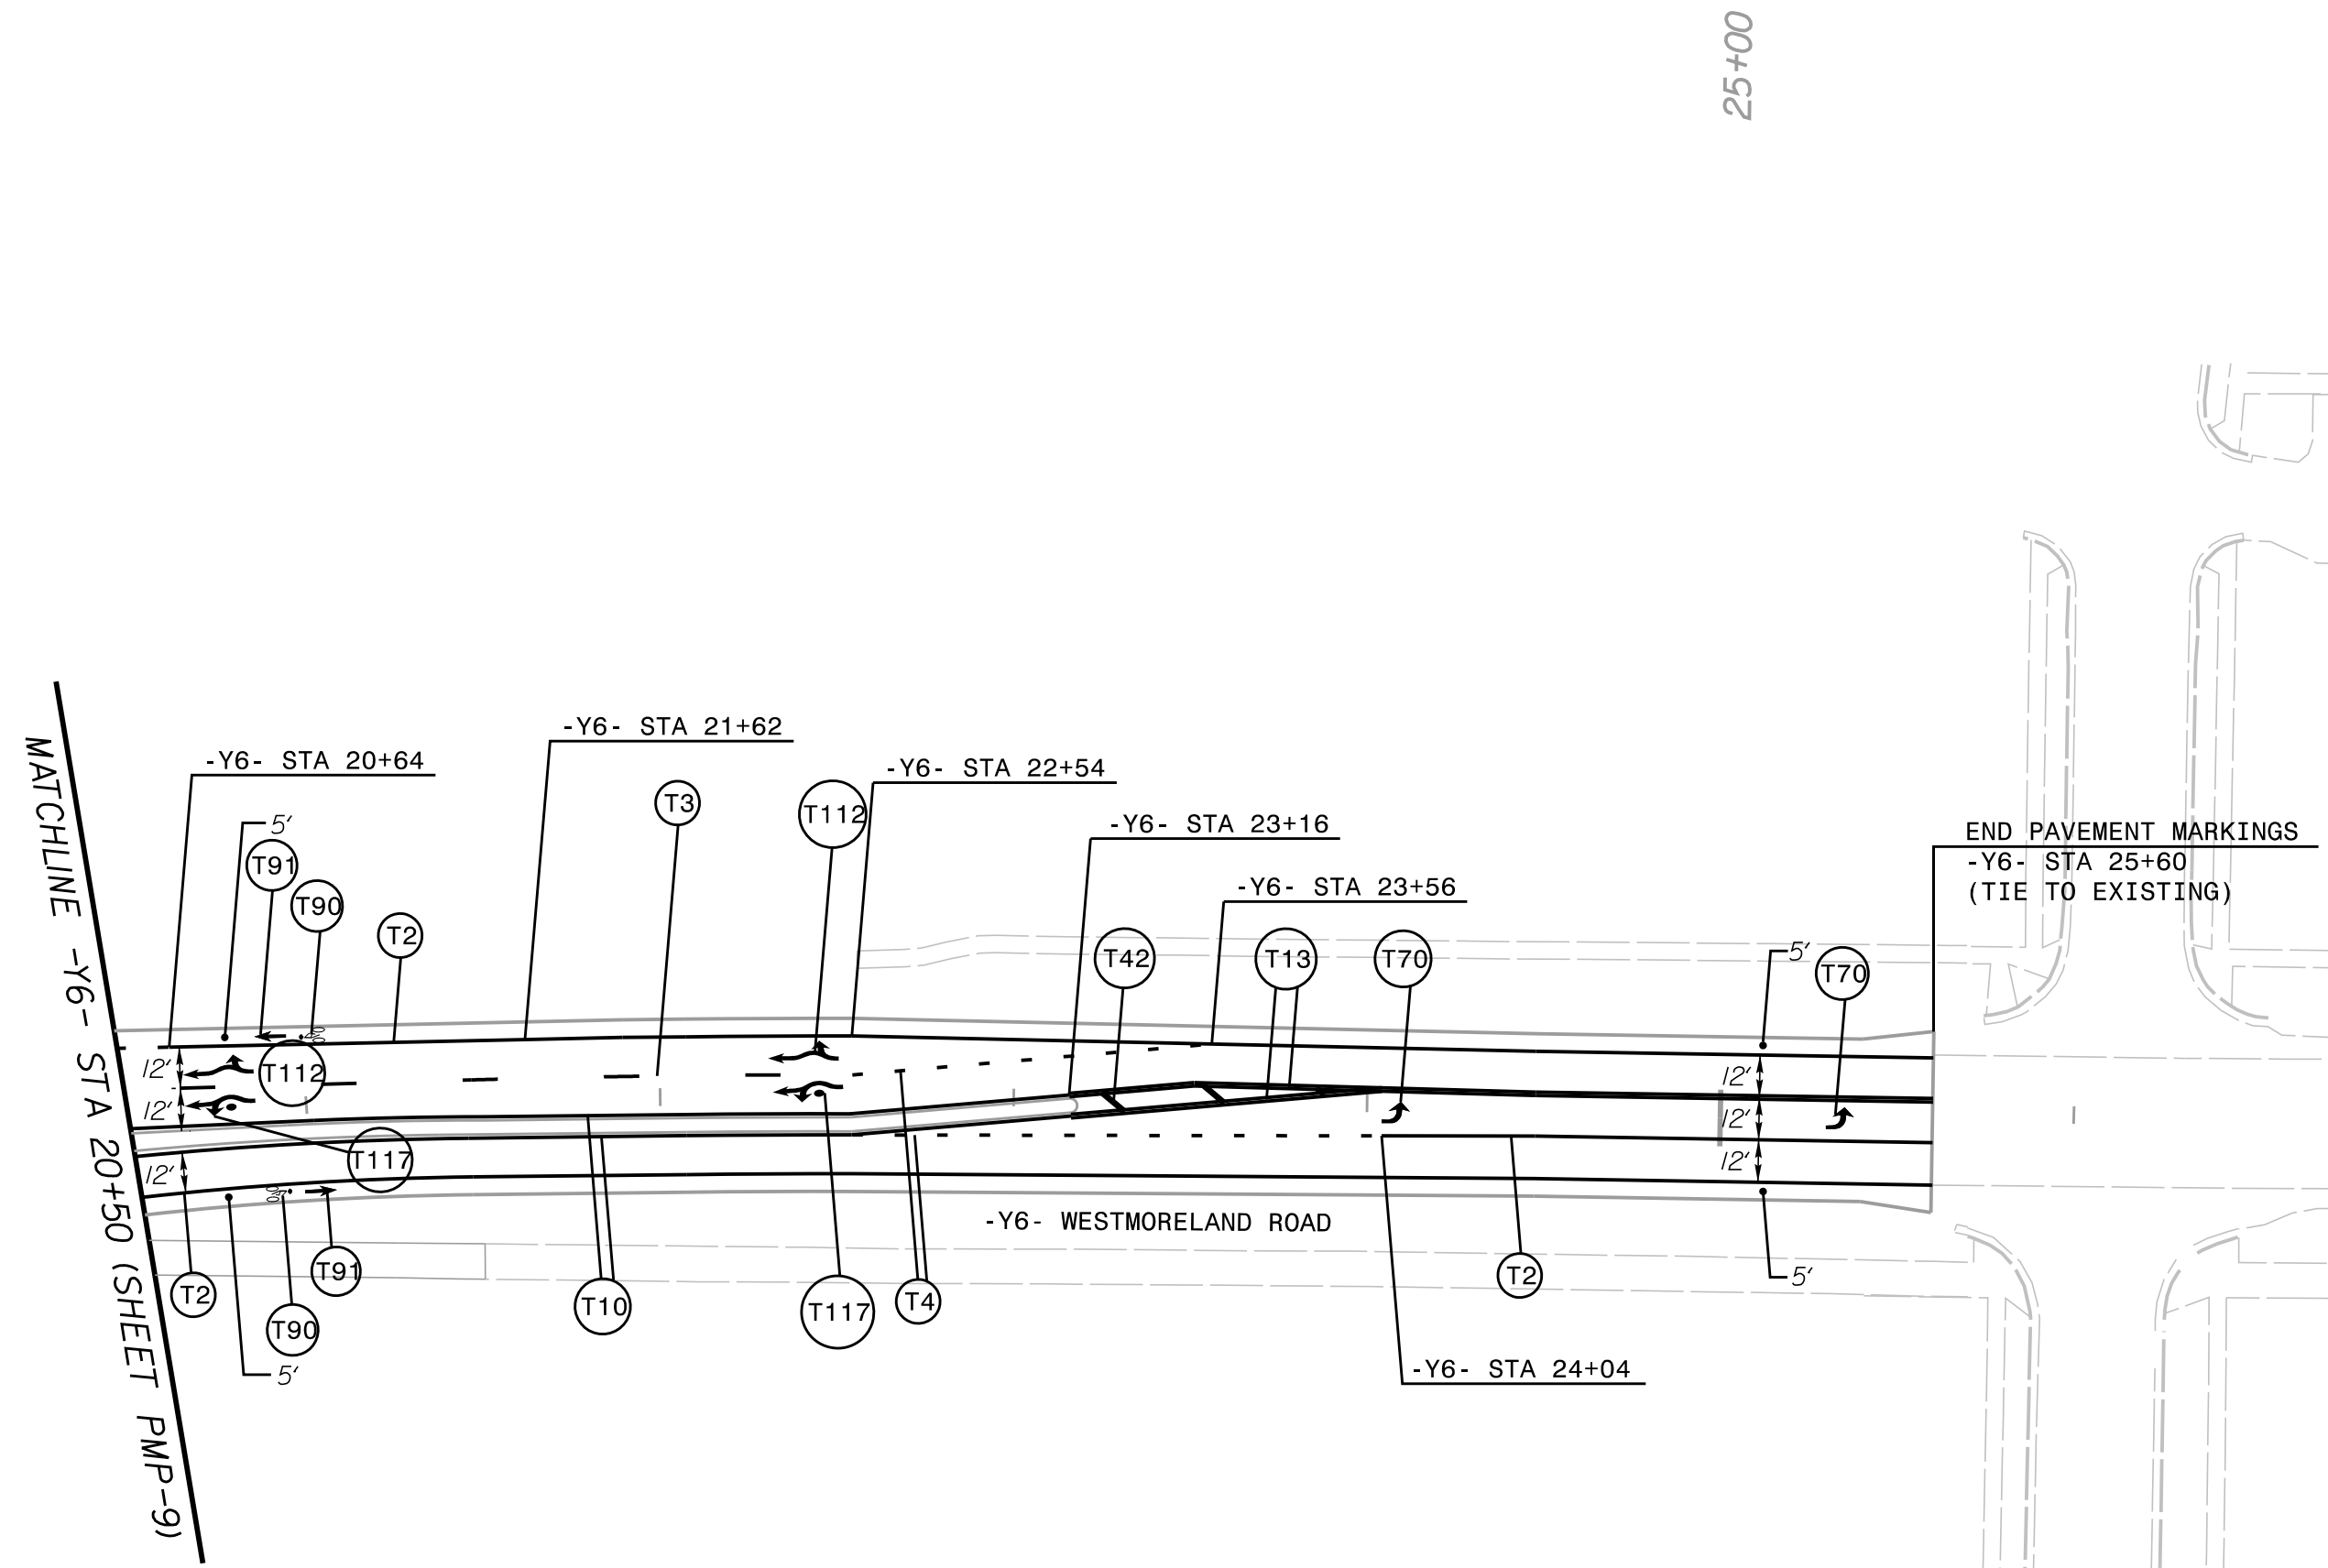 25+00
-Y6- STA 21+62
-Y6- STA 20+64
-Y6- STA 22+54
T3
T112
5'
-Y6- STA 23+16
END PAVEMENT MARKINGS
-Y6- STA 25+60
(TIE TO EXISTING)
T91
-Y6- STA 23+56
T90
T2
T42
T13
T70
5'
T70
MATCHLINE -Y6- STA 20+50 (SHEET PMP-9)
12'
T112
12'
12'
12'
T117
12'
12'
-Y6- WESTMORELAND ROAD
T91
T2
T90
T10
T117
T4
T2
5'
5'
-Y6- STA 24+04